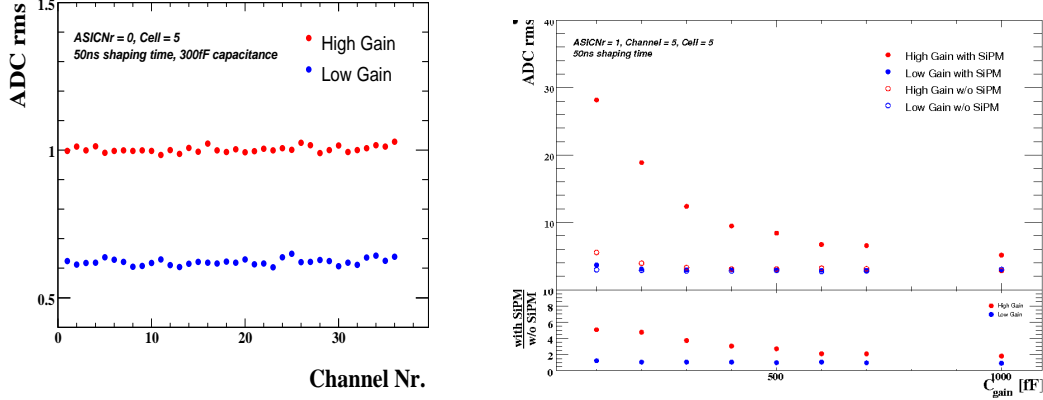 ADC rms
1.5
1
0.5
ASICNr = 0, Cell = 5
50ns shaping time, 300fF capacitance
High Gain
Low Gain
0 10 20 30
Channel Nr.
ADC rms
40
30
20
10
ASICNr = 1, Channel = 5, Cell = 5
50ns shaping time
High Gain with SiPM
Low Gain with SiPM
High Gain w/o SiPM
Low Gain w/o SiPM
with SiPM
w/o SiPM
10
8
6
4
2
0
High Gain
Low Gain
500 1000
C gain [fF]